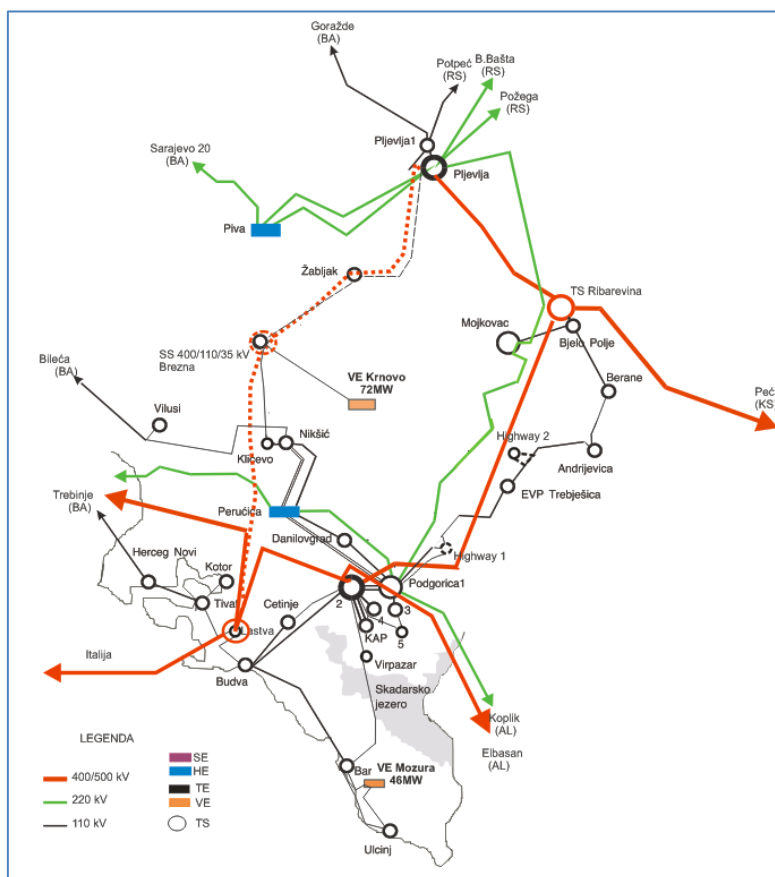 Goražde
(BA)
Potpeć
(RS)
B.Bašta
(RS)
Požega
(RS)
Pljevlja1
Pljevlja
Sarajevo 20
(BA)
Piva
Žabljak
TS Ribarevina
Mojkovac
Bjelo Polje
SS 400/110/35 kV
Brezna
VE Krnovo
72MW
Bileća
(BA)
Berane
Peć
(KS)
Vilusi
Nikšić
Kličevo
Highway 2
Andrijevica
EVP Trebješica
Trebinje
(BA)
Perućica
Danilovgrad
Highway 1
Herceg Novi
Kotor
Podgorica1
Tivat
Cetinje
2
4
3
KAP
5
Lastva
Italija
Budva
Virpazar
Skadarsko
jezero
Koplik
(AL)
Elbasan
(AL)
LEGENDA
SE
HE
TE
VE
TS
400/500 kV
220 kV
110 kV
Bar
VE Mozura
46MW
Ulcinj